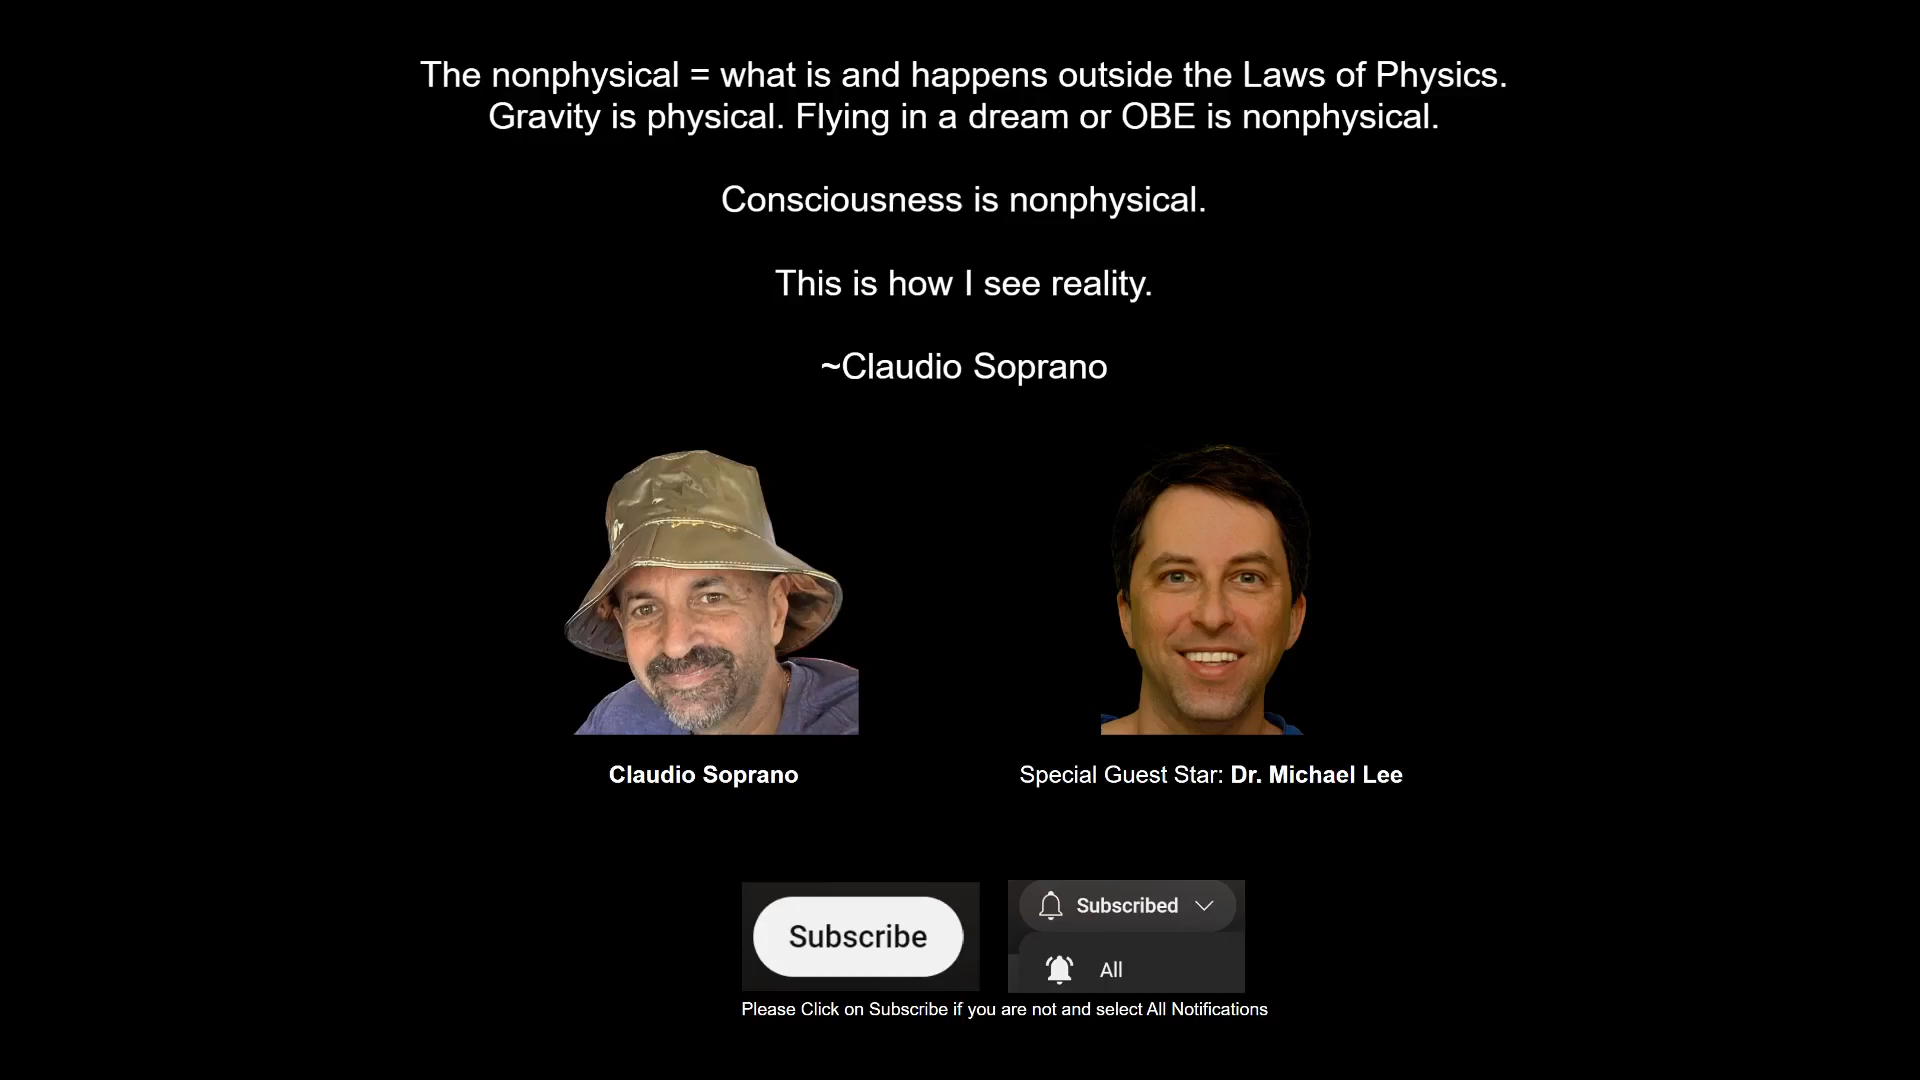 The nonphysical = what is and happens outside the Laws of Physics.
Gravity is physical. Flying in a dream or OBE is nonphysical.
Consciousness is nonphysical.
This is how I see reality.
~Claudio Soprano
Claudio Soprano
Special Guest Star: Dr. Michael Lee
Subscribe
Subscribed
All
Please Click on Subscribe if you are not and select All Notifications